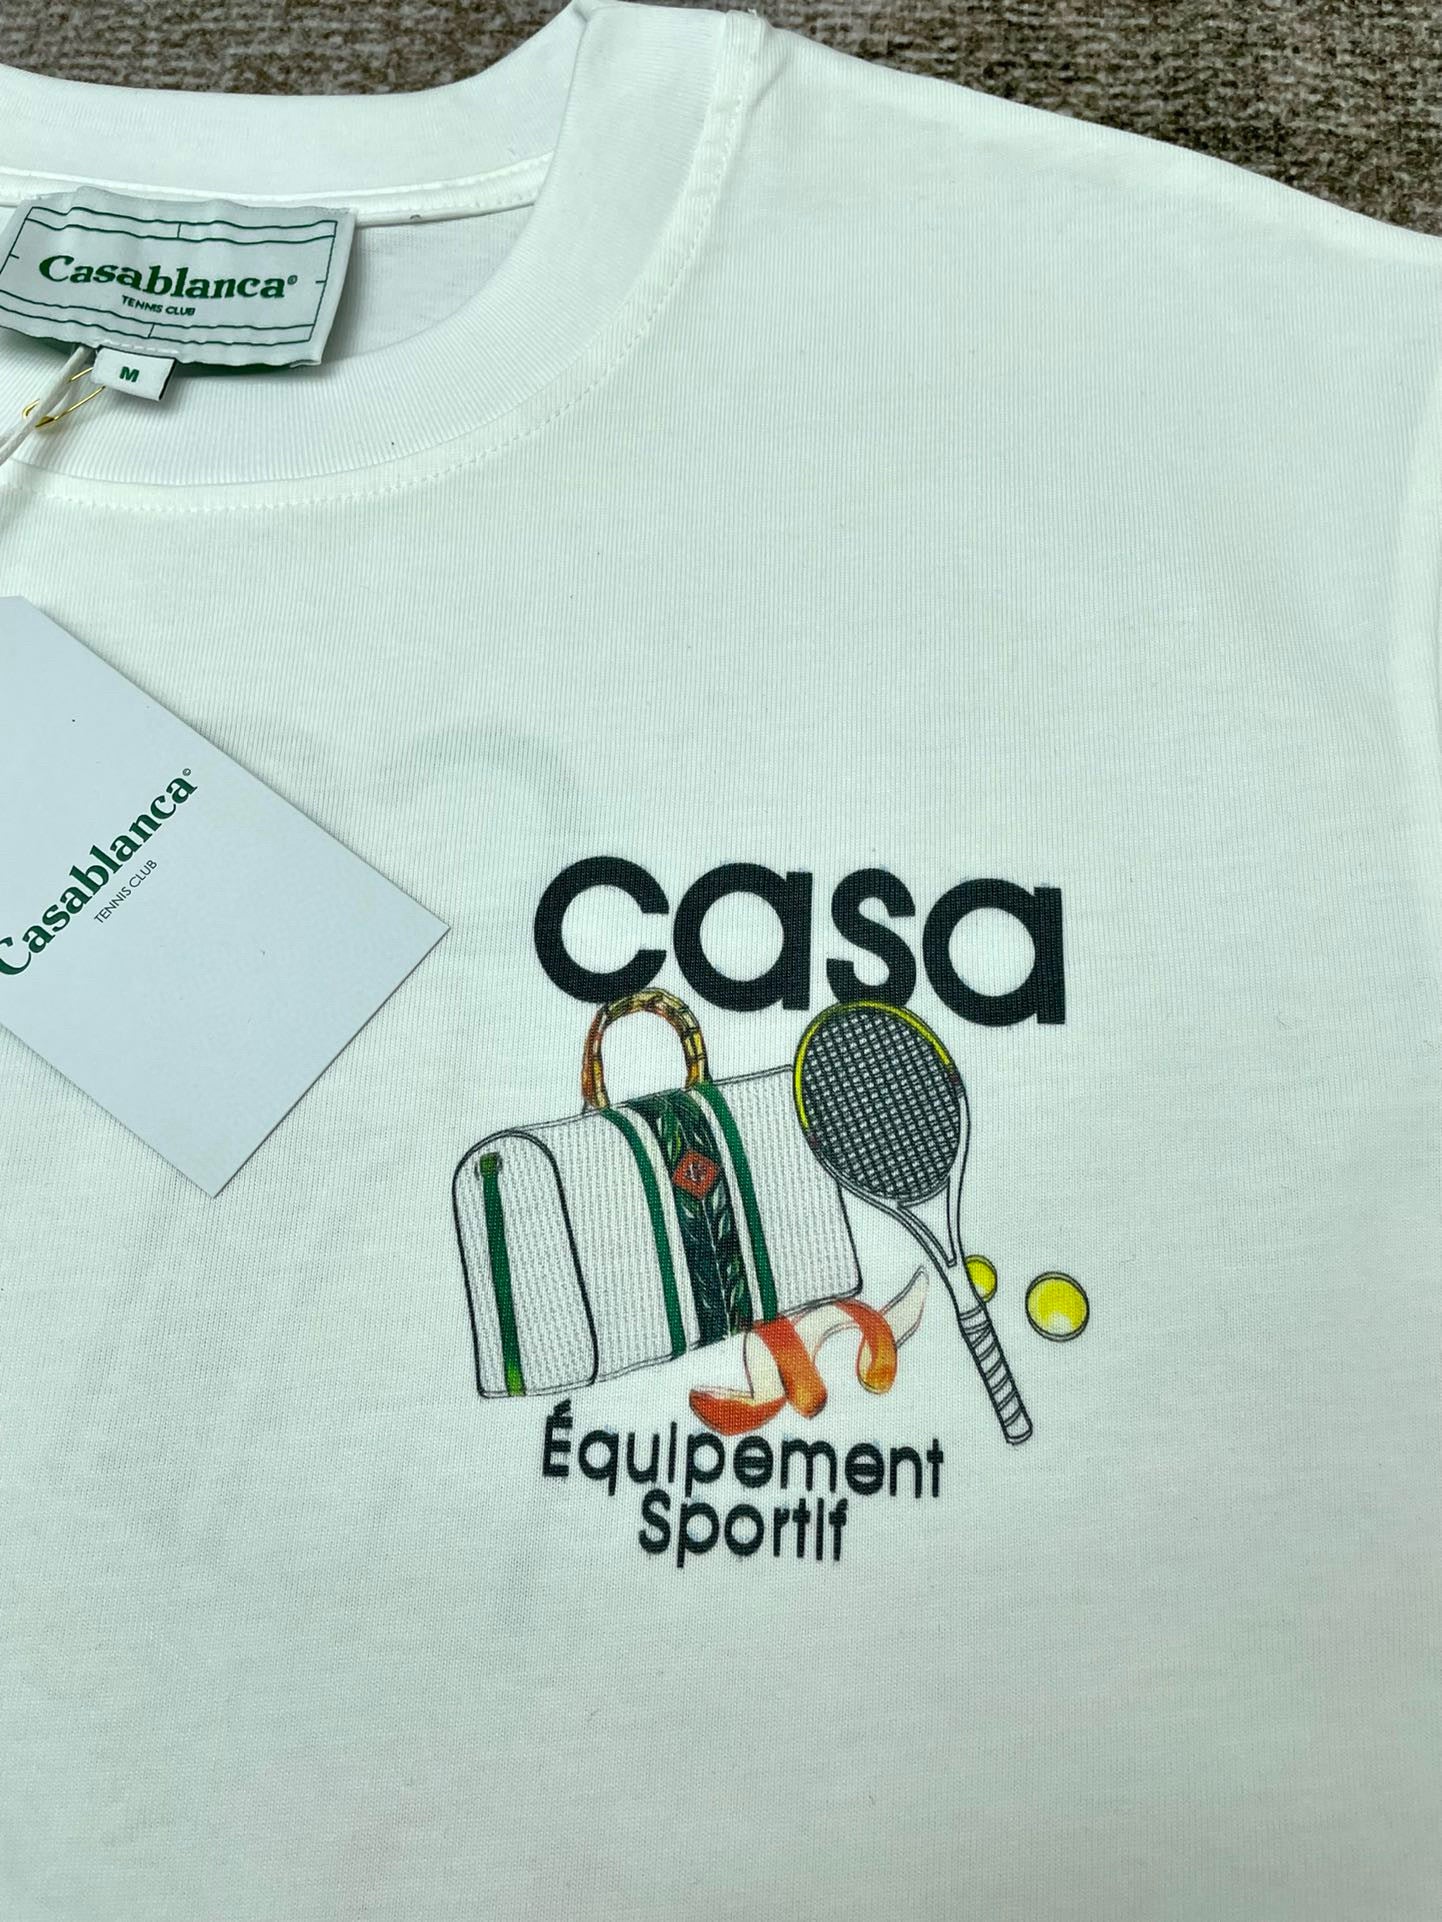 Casablanca©
TENNIS CLUB
M
Casablanca©
TENNIS CLUB
casa
Équipement
Sportif